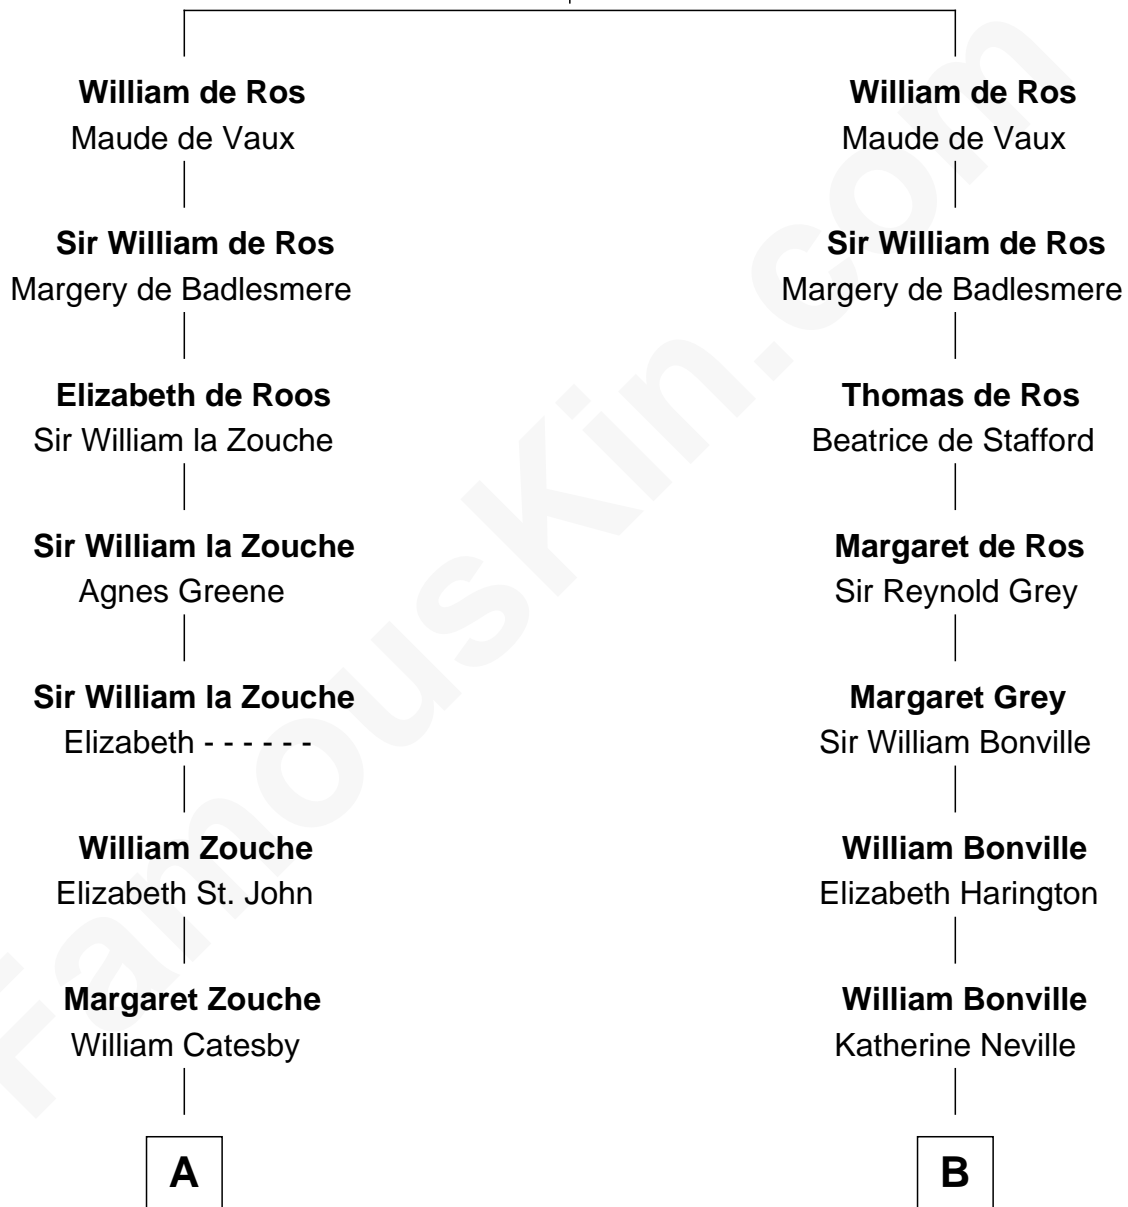 William de Ros
Maude de Vaux
Sir William de Ros
Margery de Badlesmere
Elizabeth de Roos
Sir William la Zouche
Sir William la Zouche
Agnes Greene
Sir William la Zouche
Elizabeth - - - - - -
William Zouche
Elizabeth St. John
Margaret Zouche
William Catesby
A
William de Ros
Maude de Vaux
Sir William de Ros
Margery de Badlesmere
Thomas de Ros
Beatrice de Stafford
Margaret de Ros
Sir Reynold Grey
Margaret Grey
Sir William Bonville
William Bonville
Elizabeth Harington
William Bonville
Katherine Neville
B
FamousKin.com